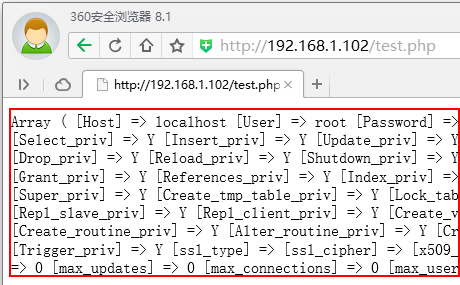 360安全浏览器 8.1
http://192.168.1.102/test.php
http://192.168.1.102/test.php
Array ( [Host] => localhost [User] => root [Password] =>
[Select_priv] => Y [Insert_priv] => Y [Update_priv] => Y
[Drop_priv] => Y [Reload_priv] => Y [Shutdown_priv] => Y
[Grant_priv] => Y [References_priv] => Y [Index_priv] =>
[Super_priv] => Y [Create_tmp_table_priv] => Y [Lock_tab
[Repl_slave_priv] => Y [Repl_client_priv] => Y [Create_v
[Create_routine_priv] => Y [Alter_routine_priv] => Y [Cr
[Trigger_priv] => Y [ssl_type] => [ssl_cipher] => [x509_
=> 0 [max_updates] => 0 [max_connections] => 0 [max_user